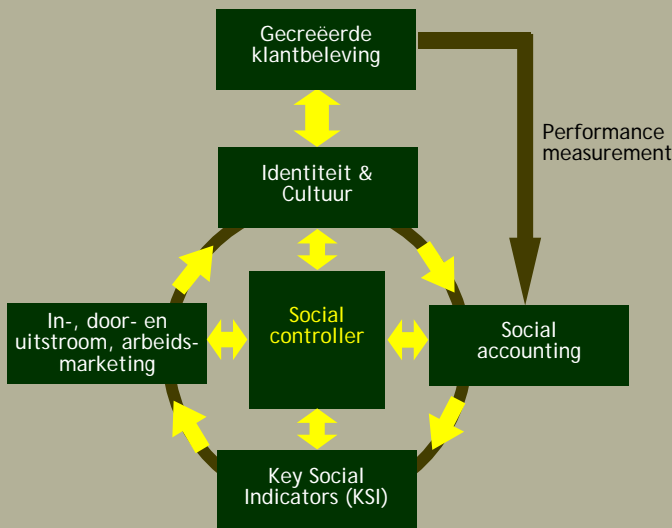 Gecreëerde
klantbeleving
Performance
measurement
Identiteit &
Cultuur
In-, door- en
uitstroom, arbeids-
marketing
Social
controller
Social
accounting
Key Social
Indicators (KSI)